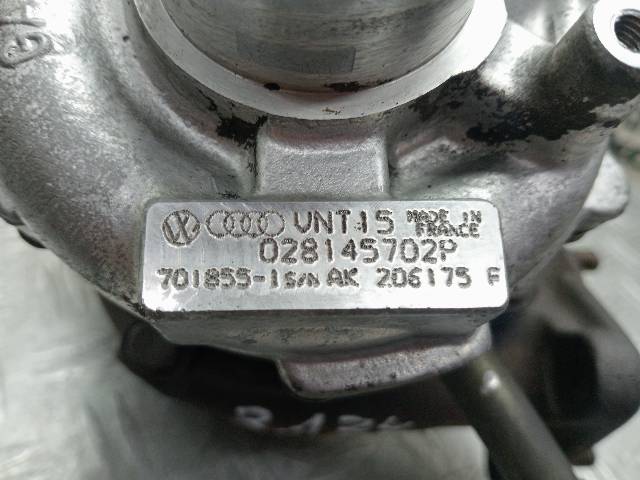 VNT15 MADE IN FRANCE
028145702P
701855-1 S/N AK 206175 F